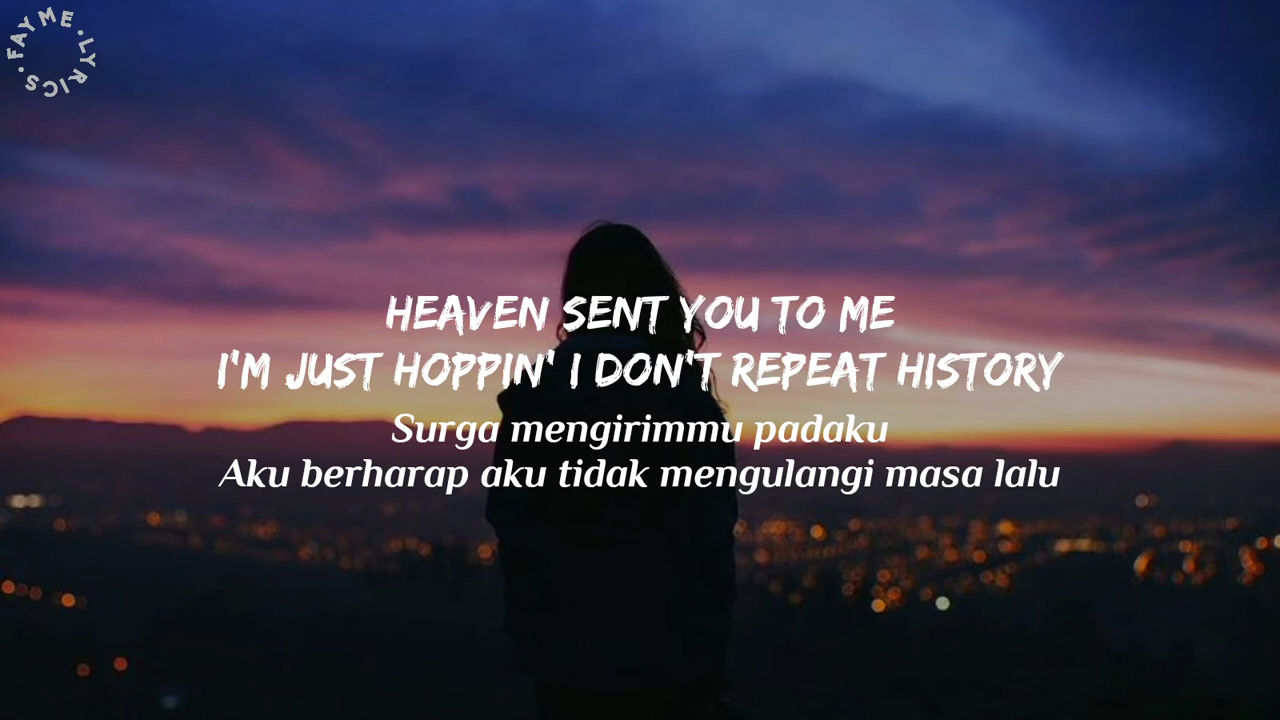 FAYME·LYRICS·
HEAVEN SENT YOU TO ME
I'M JUST HOPPIN' I DON'T REPEAT HISTORY
Surga mengirimmu padaku
Aku berharap aku tidak mengulangi masa lalu